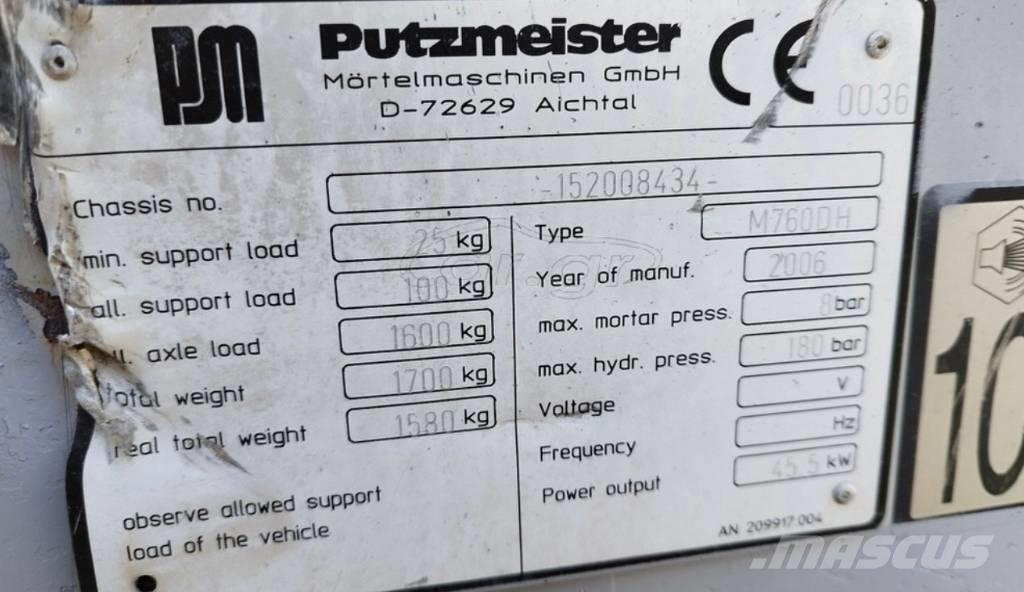 PM
Putzmeister
Mörtelmaschinen GmbH
D-72629 Aichtal
CE
0036
Chassis no. -152008434-
min. support load 25 kg
all. support load 100 kg
axle load 1600 kg
total weight 1700 kg
real total weight 1580 kg
observe allowed support
load of the vehicle
Type M760DH
Year of manuf. 2006
max. mortar press. 8 bar
max. hydr. press. 180 bar
Voltage V
Frequency Hz
Power output 45.5 kW
AN 209917.004
10
MASCUS